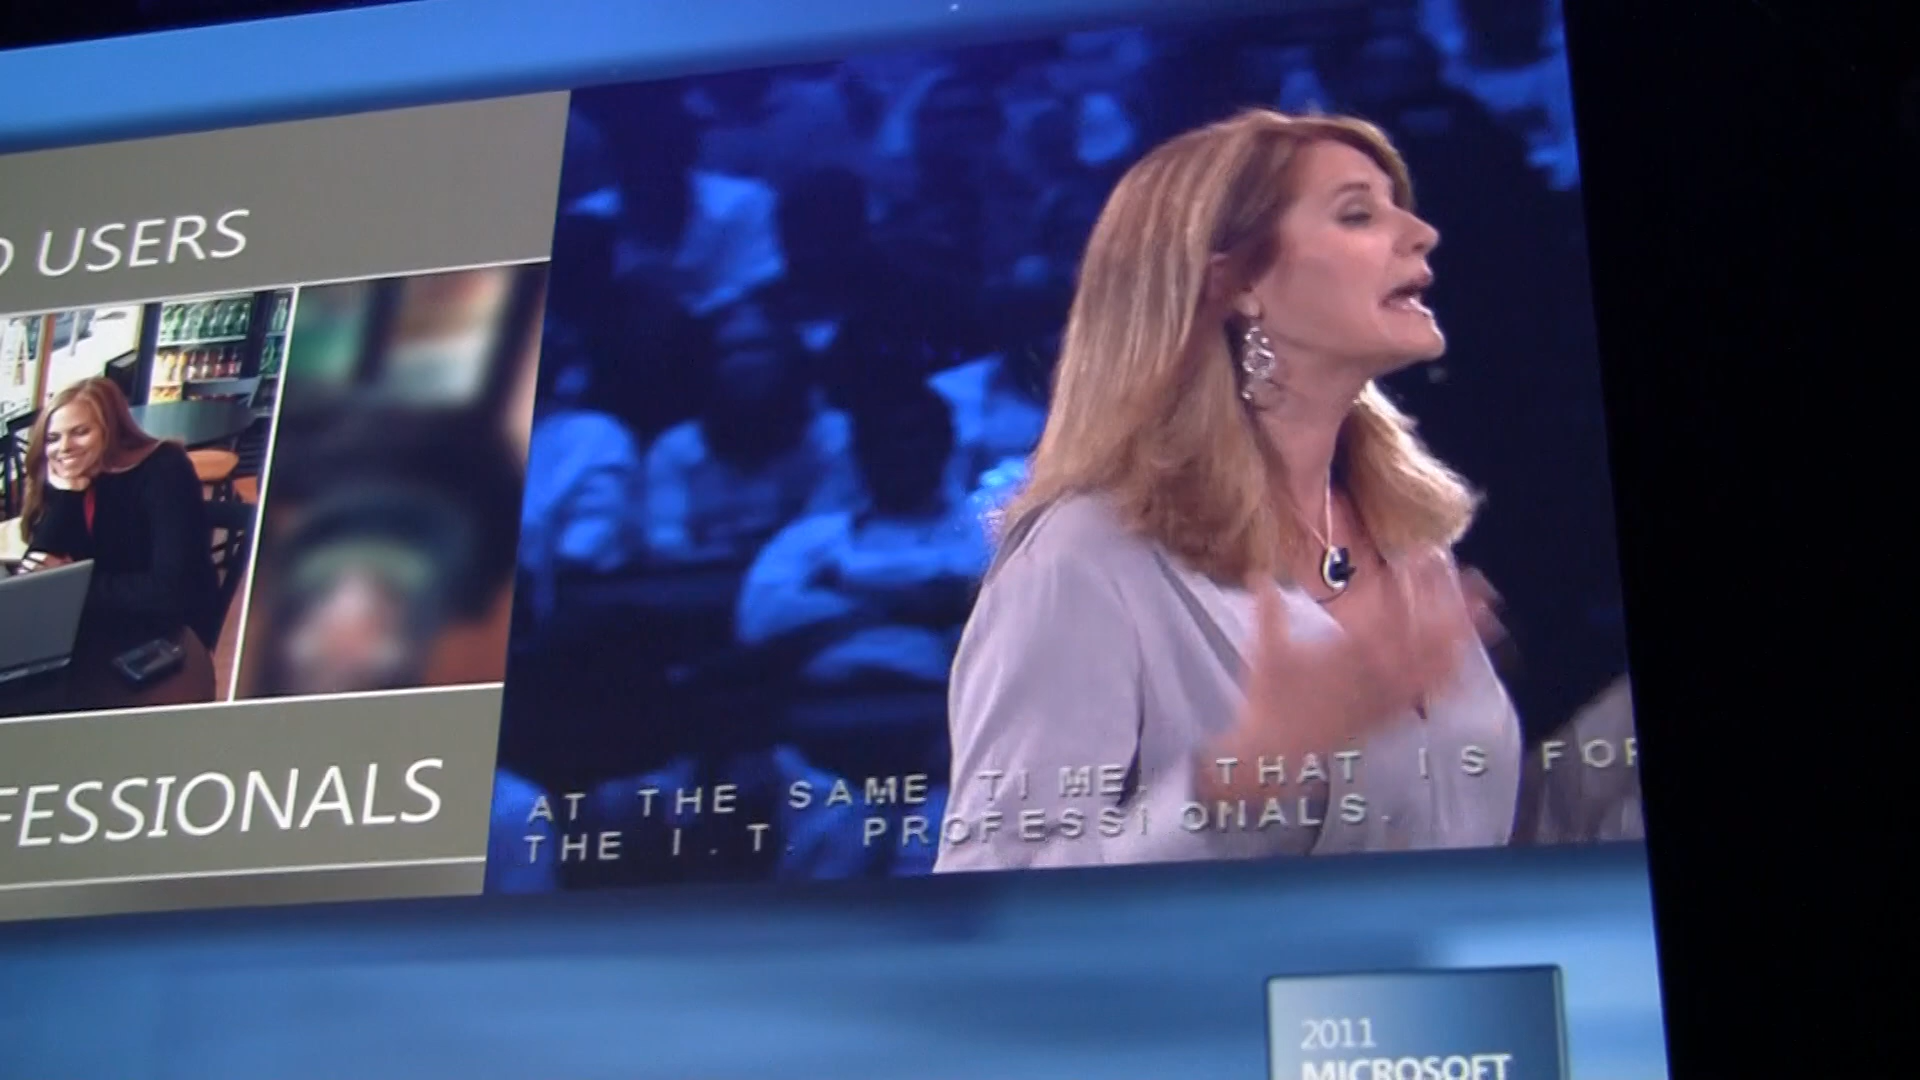 USERS
FESSIONALS
AT THE SAME TIME. THAT IS FOR
THE I.T. PROFESSIONALS.
2011
MICROSOFT